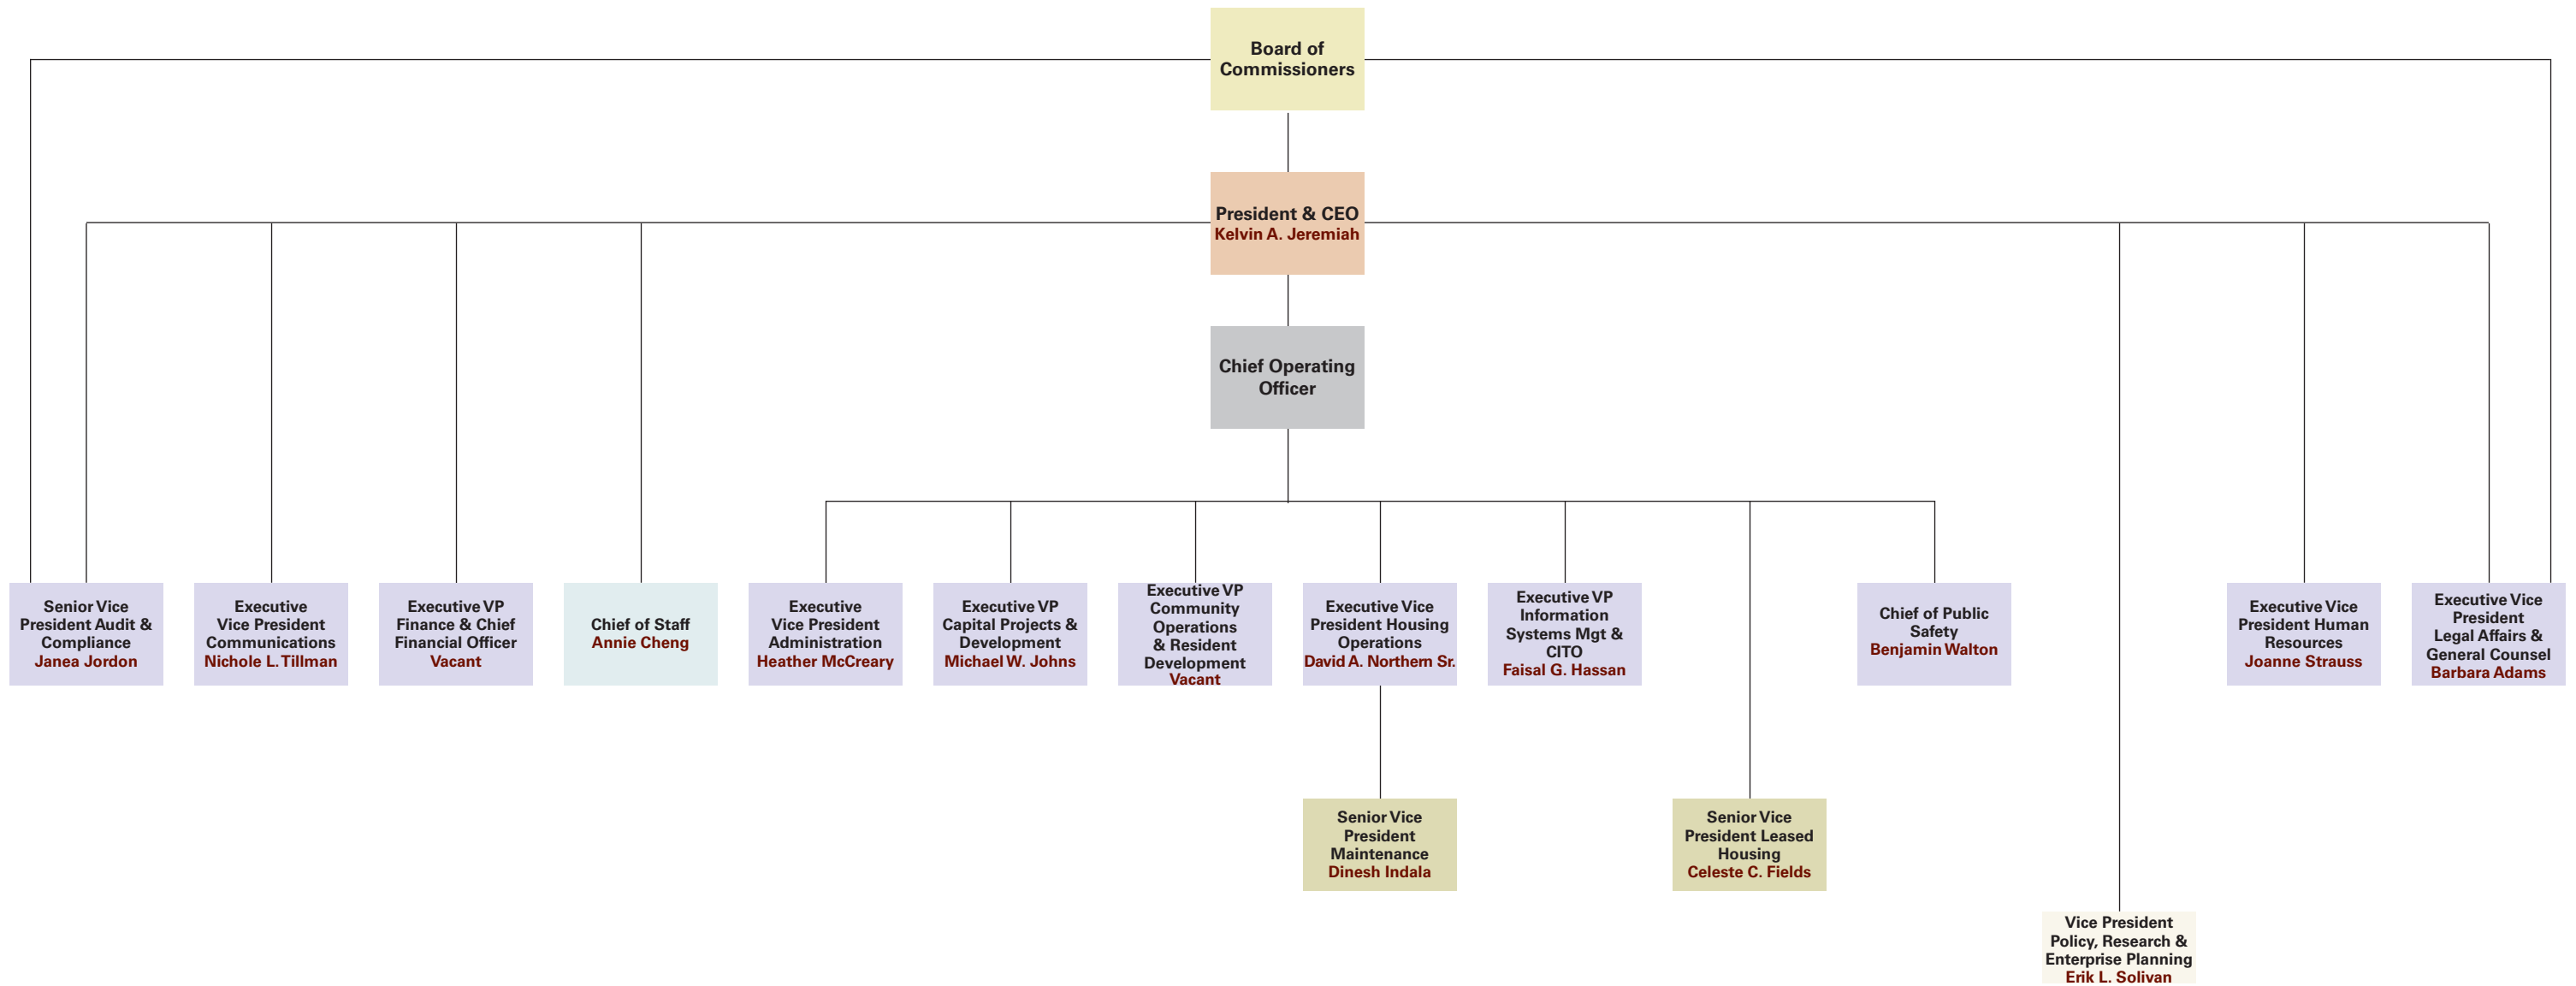 Board of
Commissioners
President & CEO
Kelvin A. Jeremiah
Chief Operating
Officer
Senior Vice
President Audit &
Compliance
Janea Jordon
Executive
Vice President
Communications
Nichole L. Tillman
Executive VP
Finance & Chief
Financial Officer
Vacant
Chief of Staff
Annie Cheng
Executive
Vice President
Administration
Heather McCreary
Executive VP
Capital Projects &
Development
Michael W. Johns
Executive VP
Community
Operations
& Resident
Development
Vacant
Executive Vice
President Housing
Operations
David A. Northern Sr.
Executive VP
Information
Systems Mgt &
CITO
Faisal G. Hassan
Chief of Public
Safety
Benjamin Walton
Executive Vice
President Human
Resources
Joanne Strauss
Executive Vice
President
Legal Affairs &
General Counsel
Barbara Adams
Senior Vice
President
Maintenance
Dinesh Indala
Senior Vice
President Leased
Housing
Celeste C. Fields
Vice President
Policy, Research &
Enterprise Planning
Erik L. Solivan